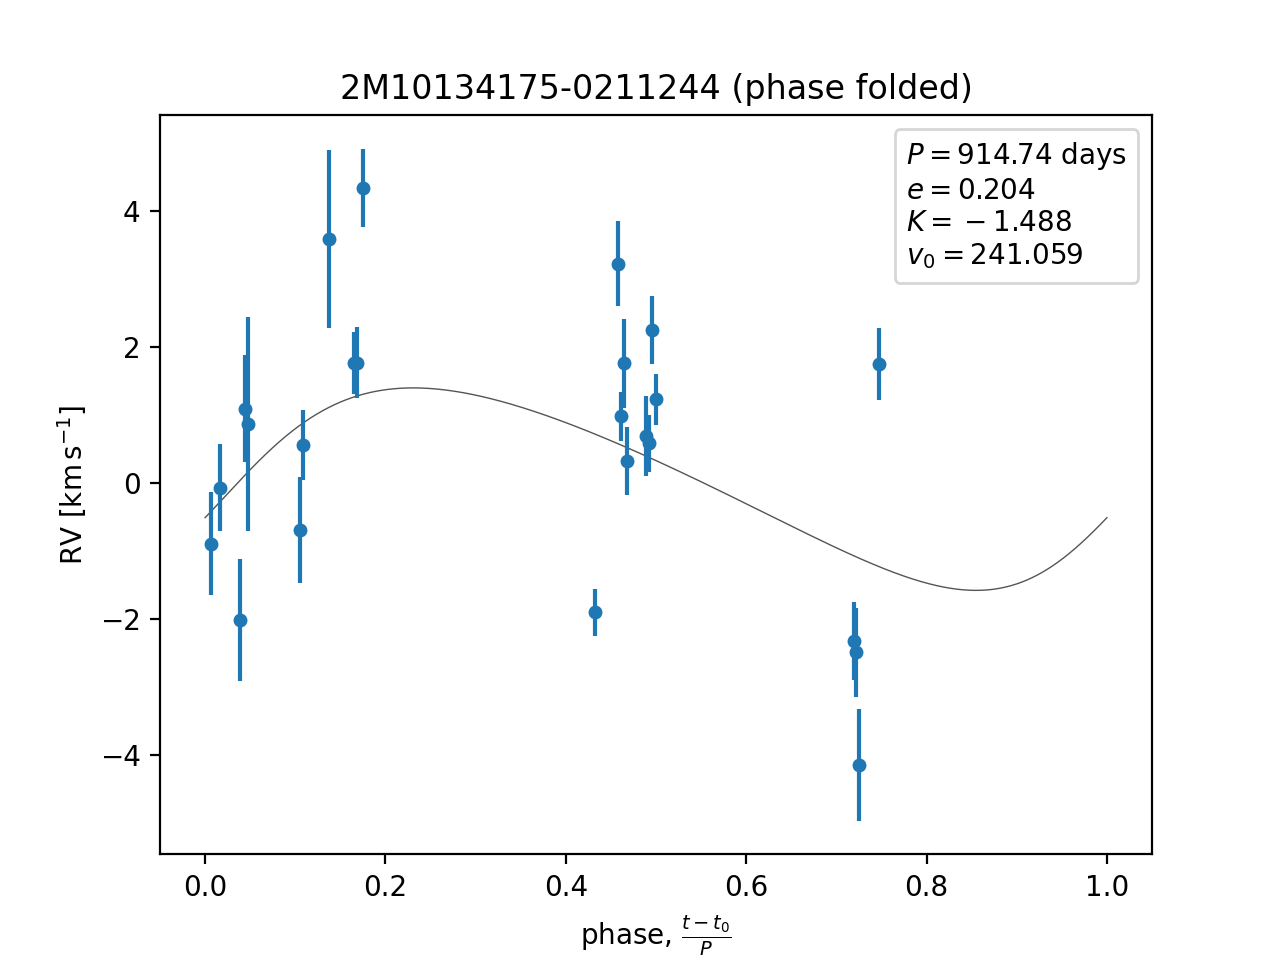 2M10134175-0211244 (phase folded)
P = 914.74 days
e = 0.204
K = −1.488
v₀ = 241.059
RV [km s⁻¹]
4
2
0
−2
−4
0.0 0.2 0.4 0.6 0.8 1.0
phase, (t − t₀)/P